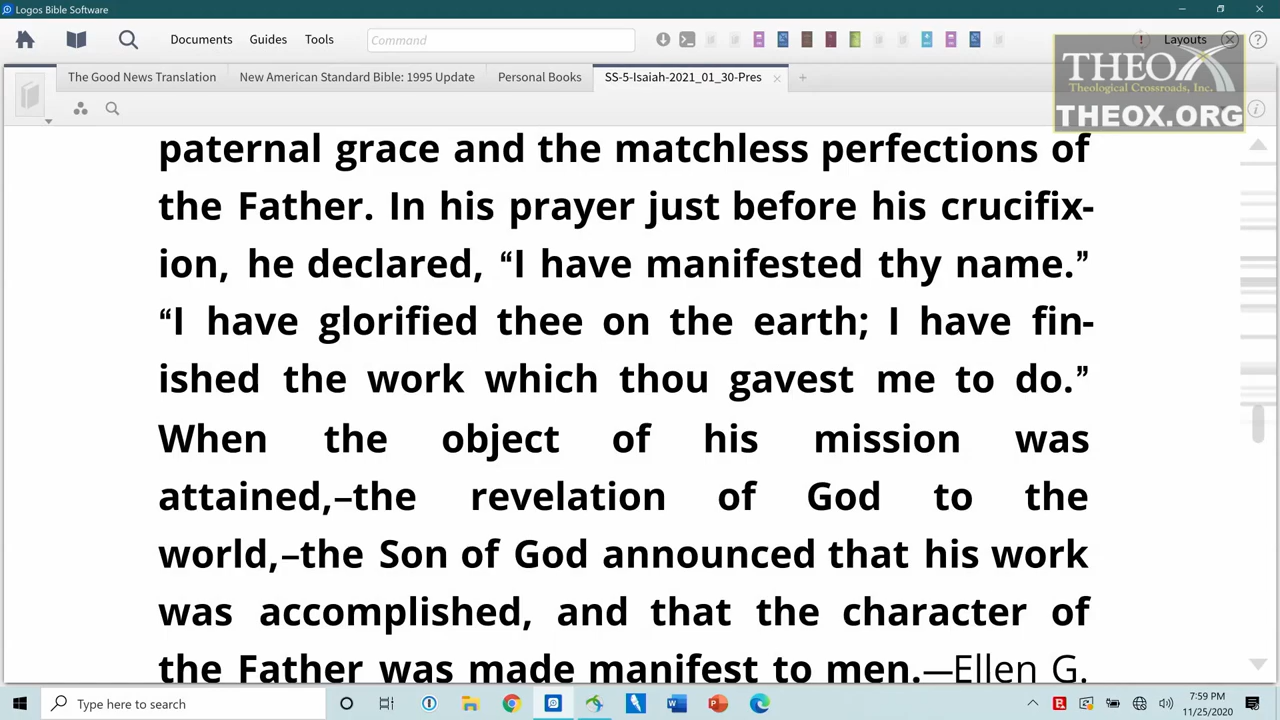 Logos Bible Software
Documents Guides Tools Command Layouts
The Good News Translation New American Standard Bible: 1995 Update Personal Books SS-5-Isaiah-2021_01_30-Pres
THEOX
Theological Crossroads, Inc.
THEOX.ORG
paternal grace and the matchless perfections of
the Father. In his prayer just before his crucifix-
ion, he declared, “I have manifested thy name.”
“I have glorified thee on the earth; I have fin-
ished the work which thou gavest me to do.”
When the object of his mission was
attained,–the revelation of God to the
world,–the Son of God announced that his work
was accomplished, and that the character of
the Father was made manifest to men.—Ellen G.
Type here to search
7:59 PM
11/25/2020